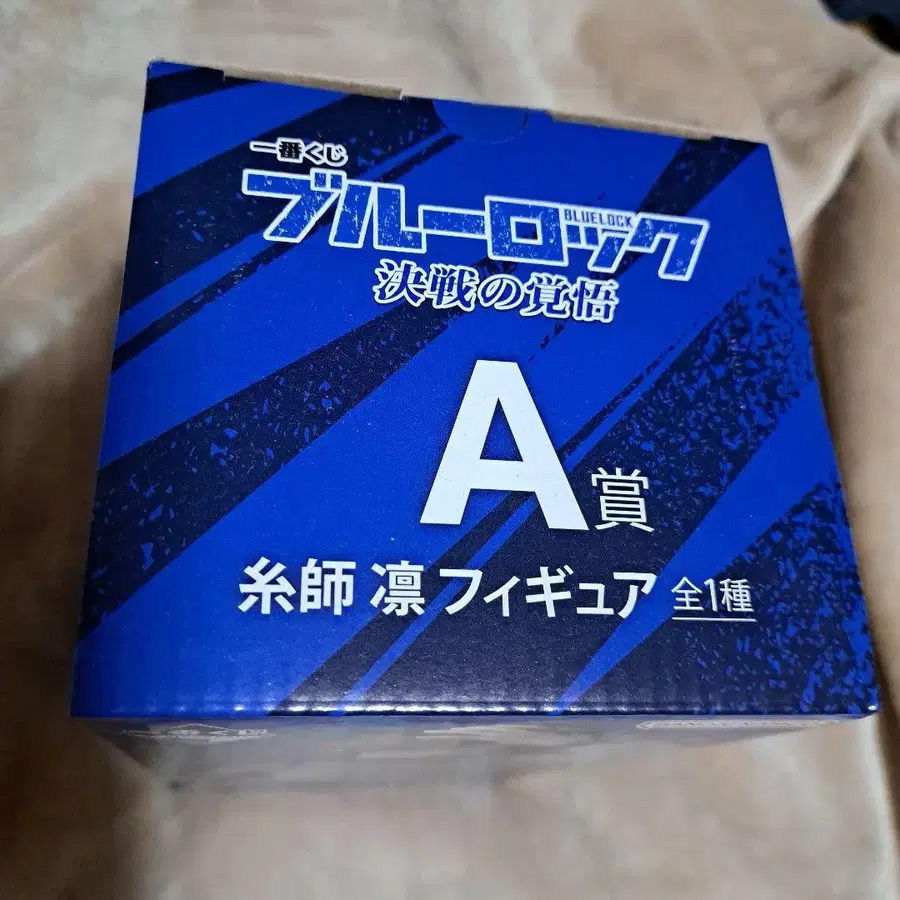 一番くじ
ブルーロック
BLUELOCK
決戦の覚悟
A賞
糸師 凛 フィギュア 全1種